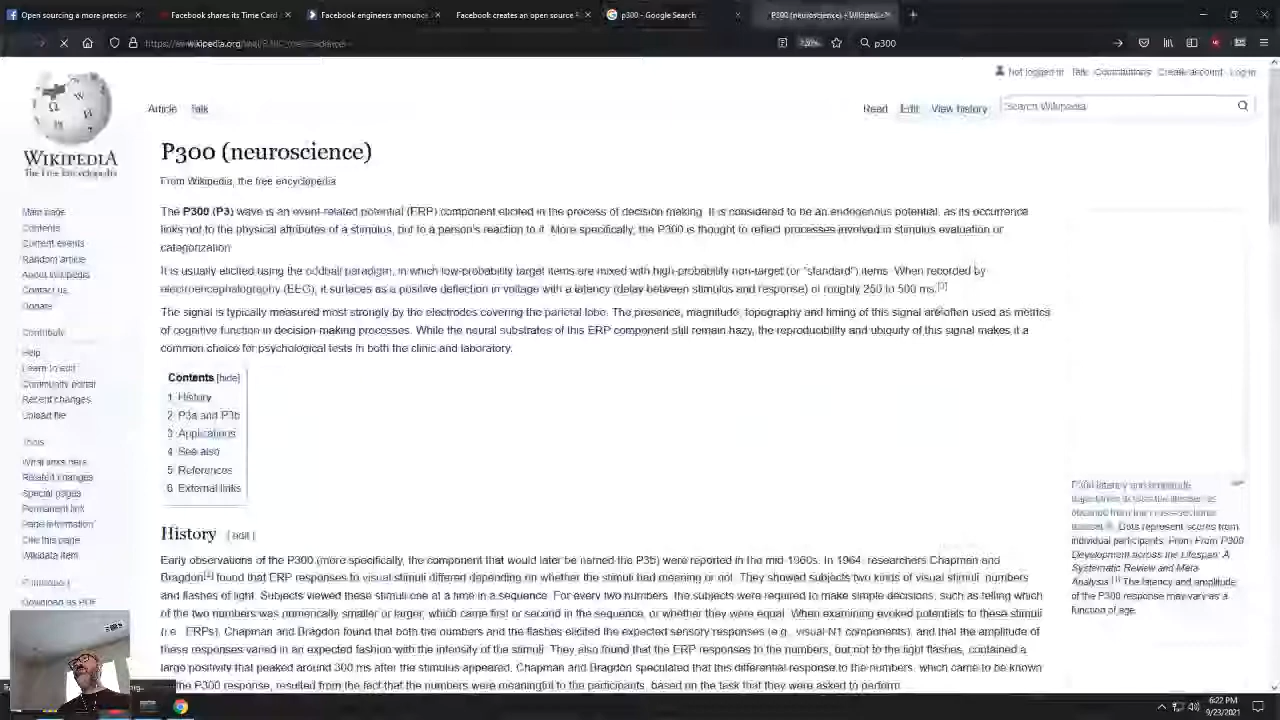 Open sourcing a more precise
Facebook shares its Time Card
Facebook engineers announce
Facebook creates an open source
p300 - Google Search
P300 (neuroscience) - Wikipedia
p300
Not logged in Talk Contributions Create account Log in
Article Talk
Read Edit View history
Search Wikipedia
WIKIPEDIA
The Free Encyclopedia
P300 (neuroscience)
From Wikipedia, the free encyclopedia
Main page
Contents
Current events
Random article
About Wikipedia
Contact us
Donate
Contribute
Help
Learn to edit
Community portal
Recent changes
Upload file
Tools
What links here
Related changes
Special pages
Permanent link
Page information
Cite this page
Wikidata item
Download as PDF
The P300 (P3) wave is an event-related potential (ERP) component elicited in the process of decision making. It is considered to be an endogenous potential, as its occurrence
links not to the physical attributes of a stimulus, but to a person's reaction to it. More specifically, the P300 is thought to reflect processes involved in stimulus evaluation or
categorization.
It is usually elicited using the oddball paradigm, in which low-probability target items are mixed with high-probability non-target (or "standard") items. When recorded by
electroencephalography (EEG), it surfaces as a positive deflection in voltage with a latency (delay between stimulus and response) of roughly 250 to 500 ms.
The signal is typically measured most strongly by the electrodes covering the parietal lobe. The presence, magnitude, topography and timing of this signal are often used as metrics
of cognitive function in decision-making processes. While the neural substrates of this ERP component still remain hazy, the reproducibility and ubiquity of this signal makes it a
common choice for psychological tests in both the clinic and laboratory.
Contents [hide]
1 History
2 P3a and P3b
3 Applications
4 See also
5 References
6 External links
P300 latency and amplitude
obtained from
Dots represent scores from
individual participants. From From P300
Development across the Lifespan: A
Systematic Review and Meta-
Analysis.[1] The latency and amplitude
of the P300 response may vary as a
function of age.
History [edit]
Early observations of the P300 (more specifically, the component that would later be named the P3b) were reported in the mid-1960s. In 1964, researchers Chapman and
Bragdon found that ERP responses to visual stimuli differed depending on whether the stimuli had meaning or not. They showed subjects two kinds of visual stimuli: numbers
and flashes of light. Subjects viewed these stimuli one at a time in a sequence. For every two numbers, the subjects were required to make simple decisions, such as telling which
of the two numbers was numerically smaller or larger, which came first or second in the sequence, or whether they were equal. When examining evoked potentials to these stimuli
(i.e., ERPs), Chapman and Bragdon found that both the numbers and the flashes elicited the expected sensory responses (e.g., visual N1 components), and that the amplitude of
these responses varied in an expected fashion with the intensity of the stimuli. They also found that the ERP responses to the numbers, but not to the light flashes, contained a
large positivity that peaked around 300 ms after the stimulus appeared. Chapman and Bragdon speculated that this differential response to the numbers, which came to be known
the P300 response, resulted from the fact that the numbers were meaningful to the participants, based on the task that they were asked to perform.
6:22 PM
9/23/2021